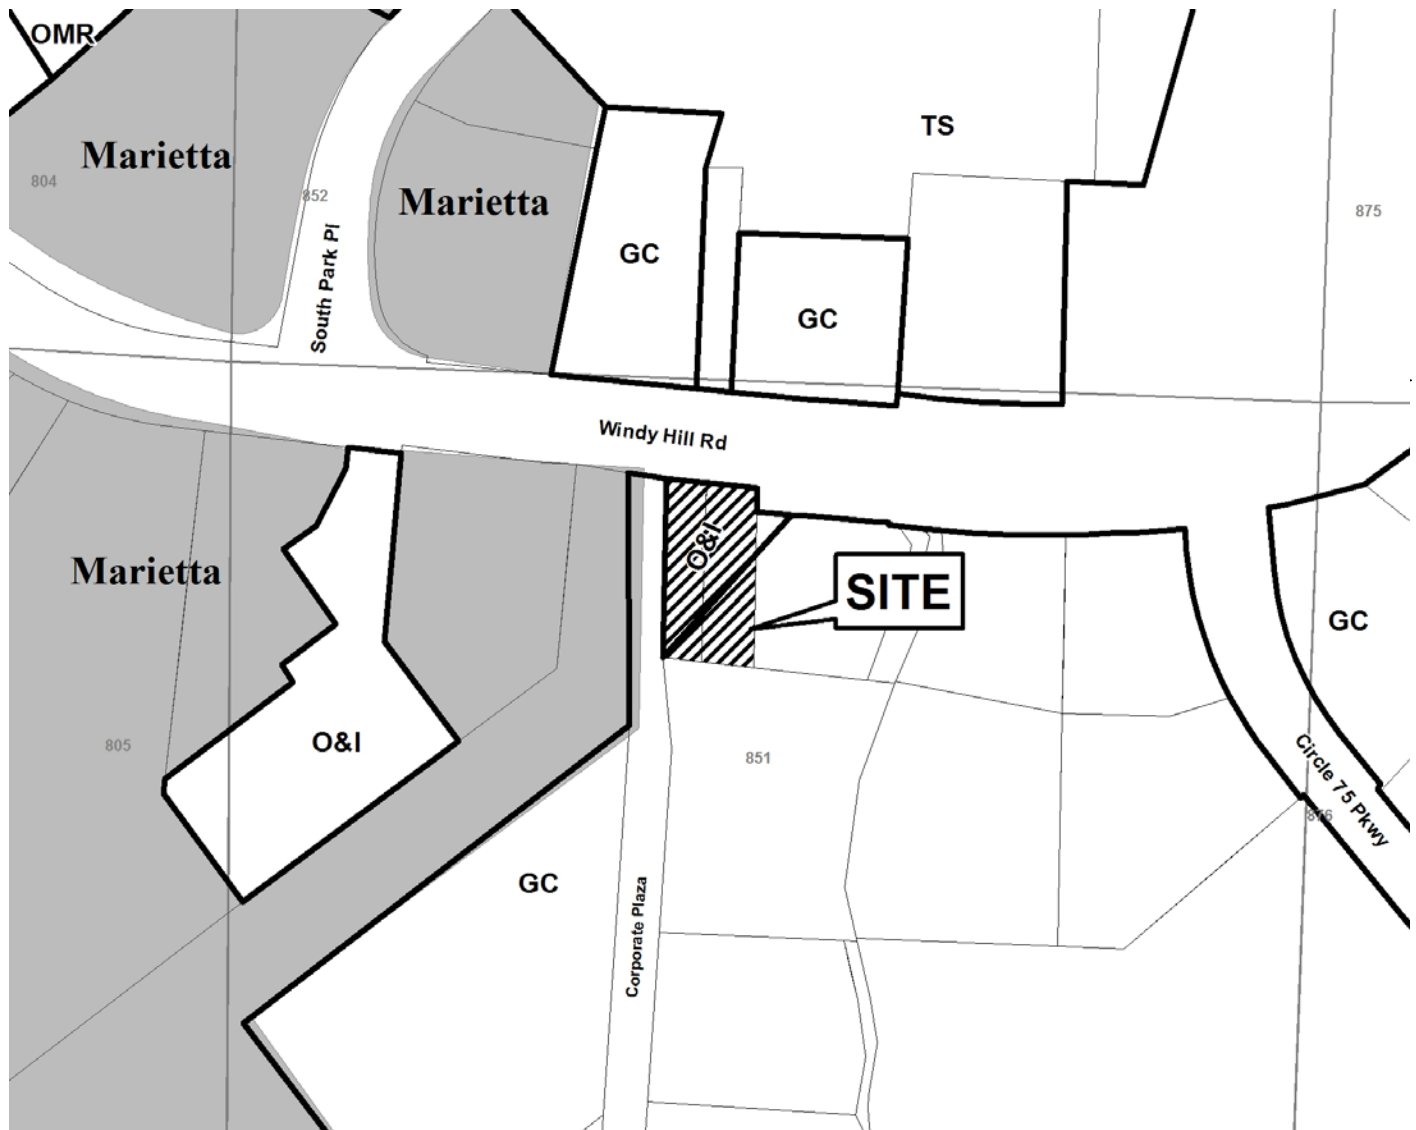 OMR
TS
Marietta
804
852
Marietta
875
GC
South Park Pl
GC
Windy Hill Rd
O&I
Marietta
SITE
GC
805
O&I
851
Circle 75 Pkwy
876
GC
Corporate Plaza